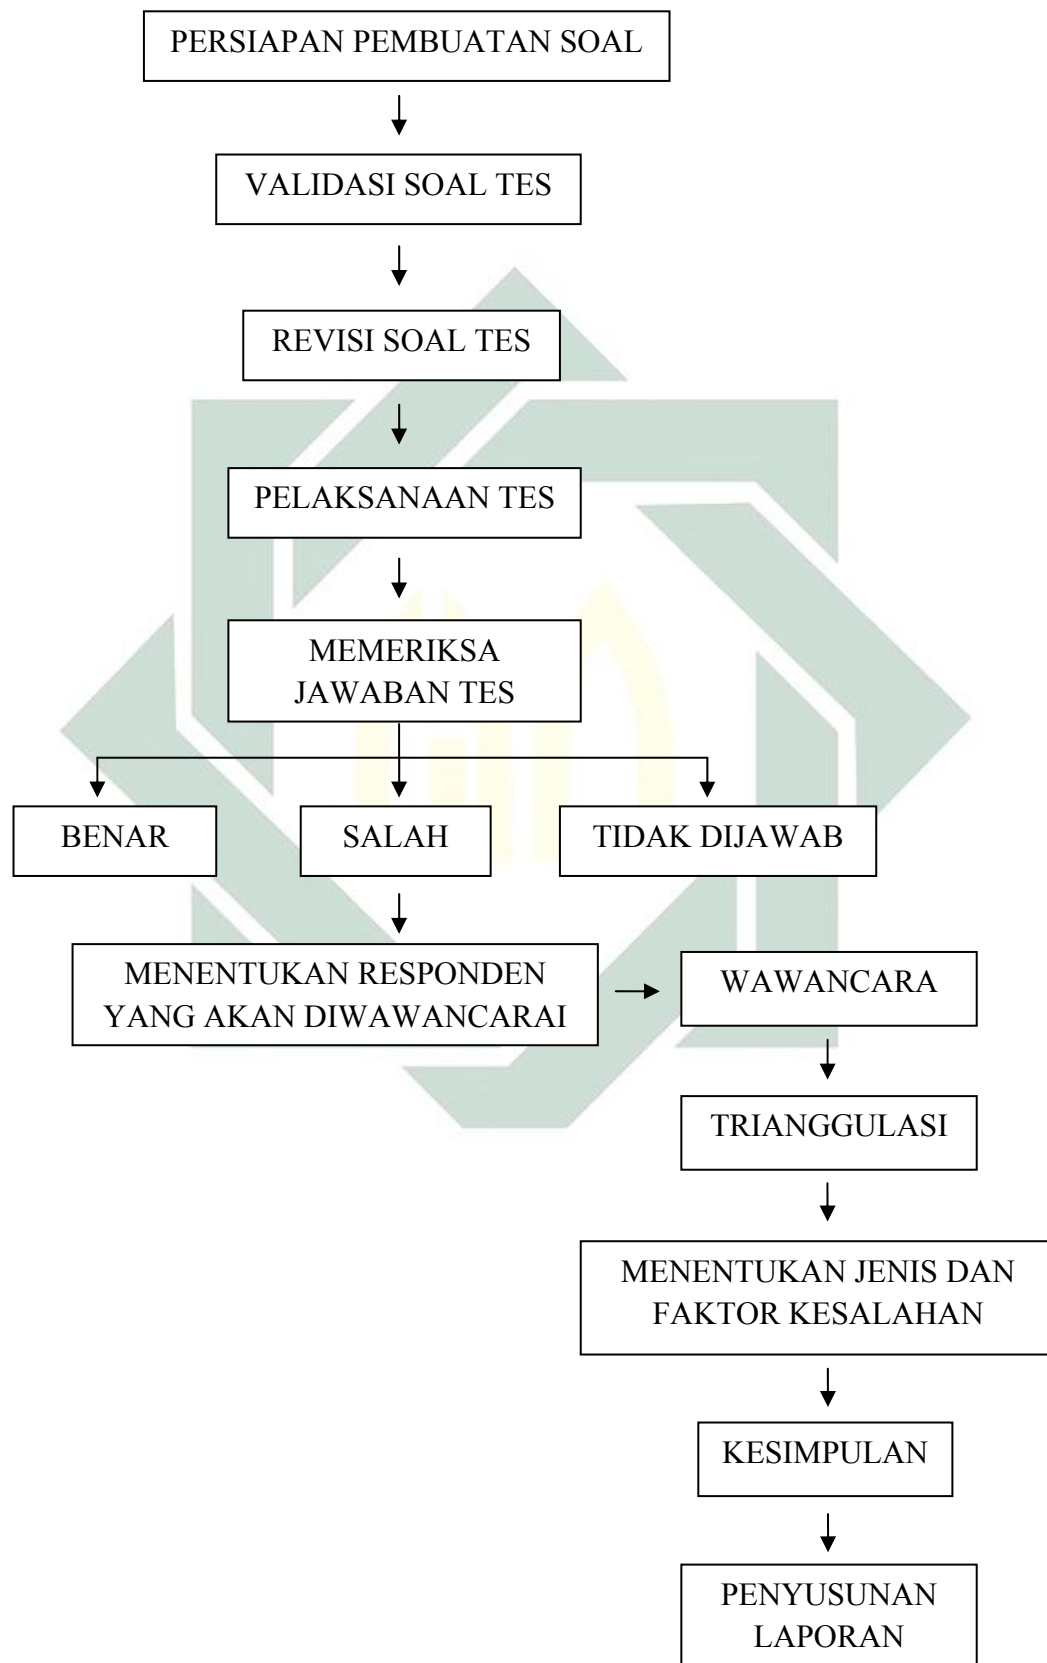 PERSIAPAN PEMBUATAN SOAL
VALIDASI SOAL TES
REVISI SOAL TES
PELAKSANAAN TES
MEMERIKSA
JAWABAN TES
BENAR
SALAH
TIDAK DIJAWAB
MENENTUKAN RESPONDEN
YANG AKAN DIWAWANCARAI
WAWANCARA
TRIANGGULASI
MENENTUKAN JENIS DAN
FAKTOR KESALAHAN
KESIMPULAN
PENYUSUNAN
LAPORAN